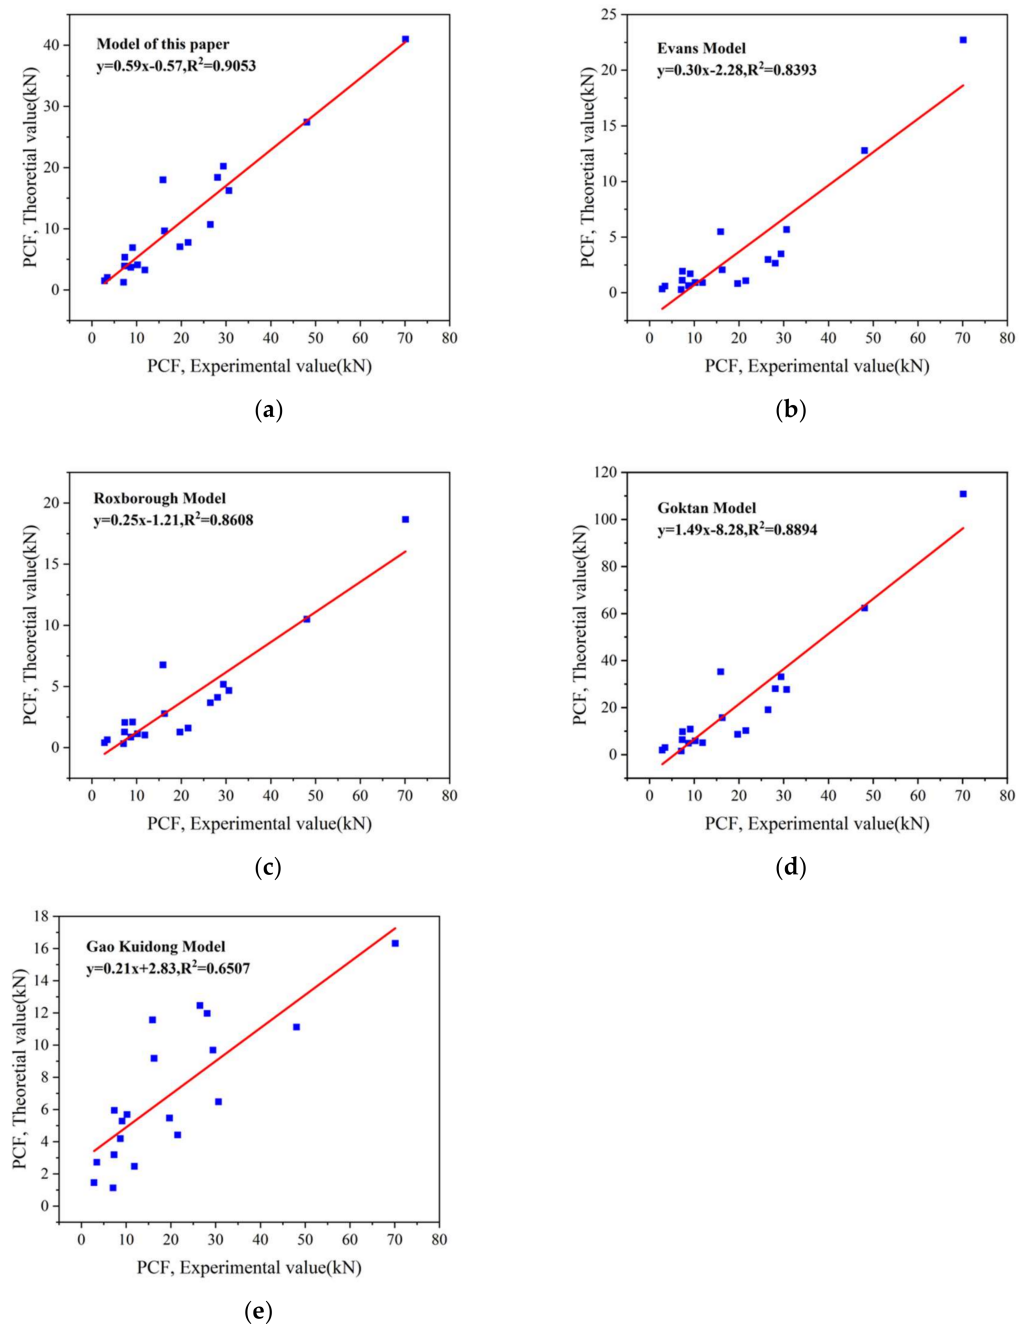 Model of this paper
y=0.59x-0.57,R²=0.9053
PCF, Theoretial value(kN)
40
30
20
10
0
0 10 20 30 40 50 60 70 80
PCF, Experimental value(kN)
(a)
Evans Model
y=0.30x-2.28,R²=0.8393
PCF, Theoretial value(kN)
25
20
15
10
5
0
0 10 20 30 40 50 60 70 80
PCF, Experimental value(kN)
(b)
Roxborough Model
y=0.25x-1.21,R²=0.8608
PCF, Theoretial value(kN)
20
15
10
5
0
0 10 20 30 40 50 60 70 80
PCF, Experimental value(kN)
(c)
Goktan Model
y=1.49x-8.28,R²=0.8894
PCF, Theoretial value(kN)
120
100
80
60
40
20
0
0 10 20 30 40 50 60 70 80
PCF, Experimental value(kN)
(d)
Gao Kuidong Model
y=0.21x+2.83,R²=0.6507
PCF, Theoretial value(kN)
18
16
14
12
10
8
6
4
2
0
0 10 20 30 40 50 60 70 80
PCF, Experimental value(kN)
(e)